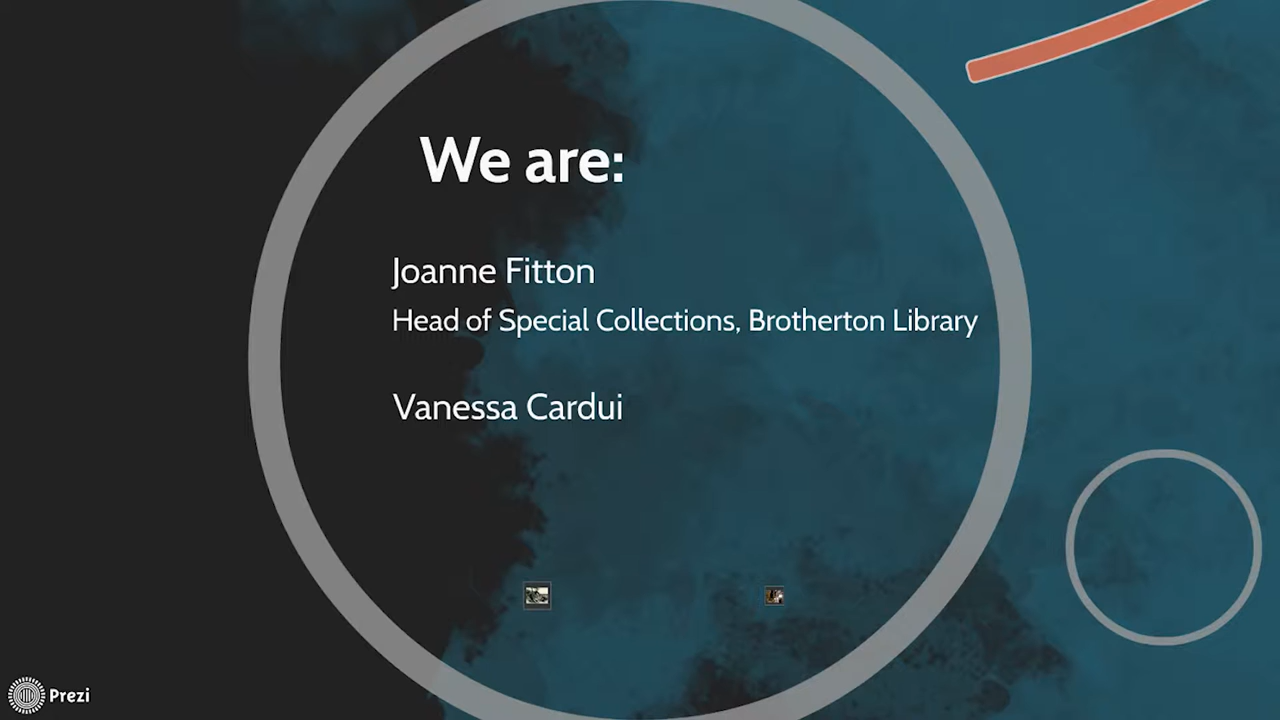 We are:
Joanne Fitton
Head of Special Collections, Brotherton Library
Vanessa Cardui
Prezi